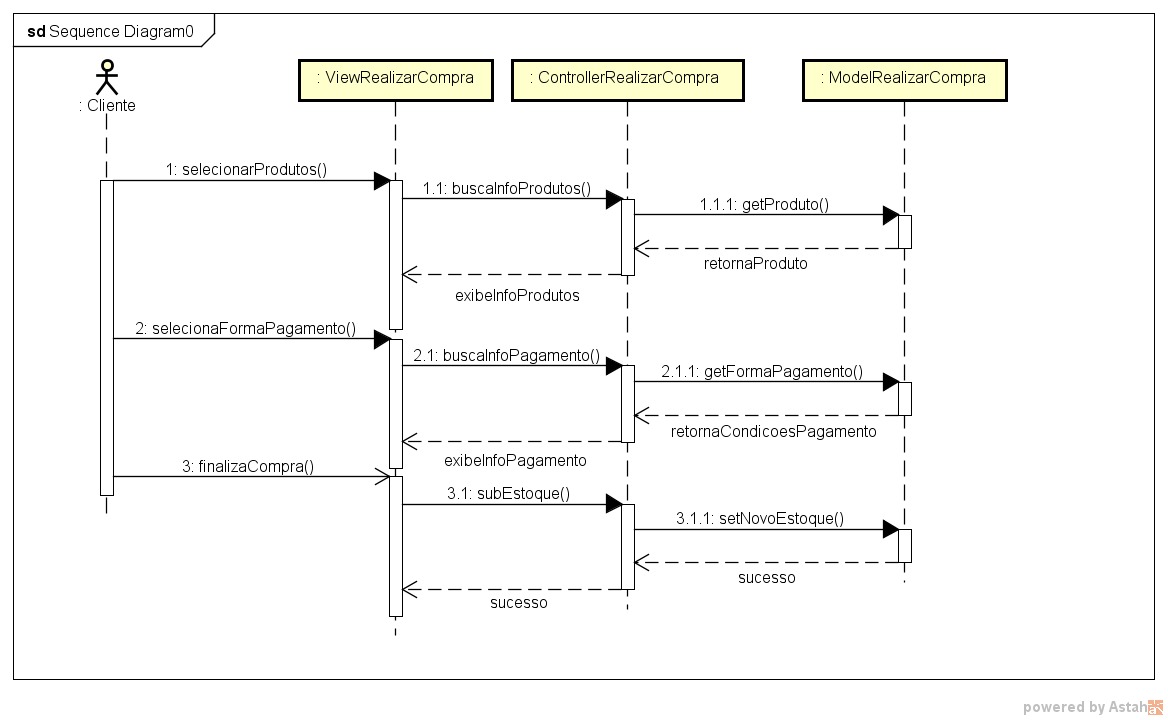 sd Sequence Diagram0
: Cliente
: ViewRealizarCompra
: ControllerRealizarCompra
: ModelRealizarCompra
1: selecionarProdutos()
1.1: buscaInfoProdutos()
1.1.1: getProduto()
retornaProduto
exibeInfoProdutos
2: selecionaFormaPagamento()
2.1: buscaInfoPagamento()
2.1.1: getFormaPagamento()
retornaCondicoesPagamento
exibeInfoPagamento
3: finalizaCompra()
3.1: subEstoque()
3.1.1: setNovoEstoque()
sucesso
sucesso
powered by Astah